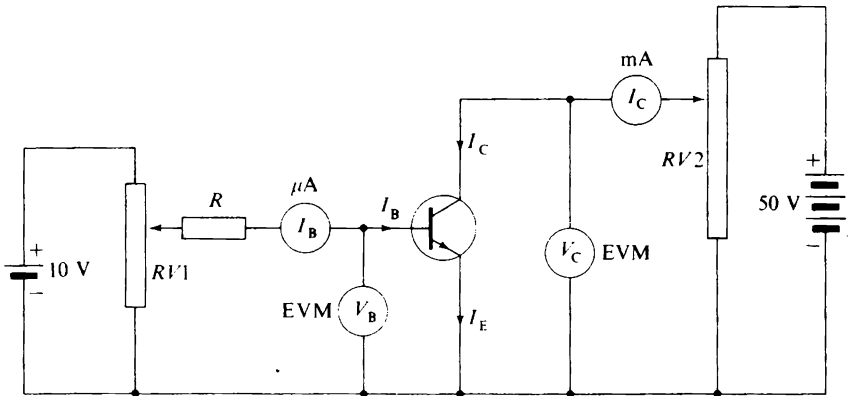 mA
I_C
I_C
RV2
+
50 V
−
μA
R
I_B
I_B
+
10 V
−
RV1
V_C
EVM
EVM
V_B
I_E